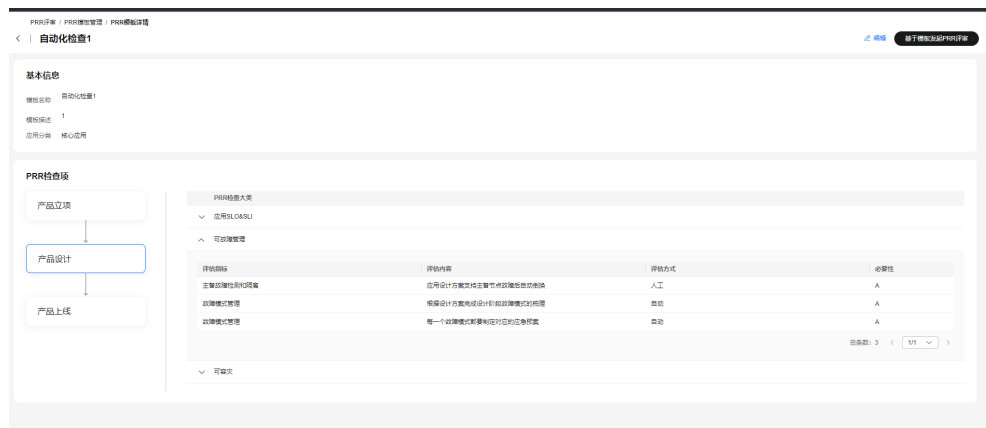 PRR评审 / PRR模板管理 / PRR模板详情
自动化检查1
编辑
基于模板发起PRR评审
基本信息
模板名称 自动化检查1
模板描述 1
应用分类 核心应用
PRR检查项
产品立项
产品设计
产品上线
PRR检查大类
应用SLO&SLI
可故障管理
评估指标 评估内容 评估方式 必要性
主备故障检测和隔离 应用设计方案支持主备节点故障后自动倒换 人工 A
故障模式管理 根据设计方案完成设计阶段故障模式的梳理 自动 A
故障模式管理 每一个故障模式都要制定对应的应急预案 自动 A
总条数: 3 1/1
可容灾